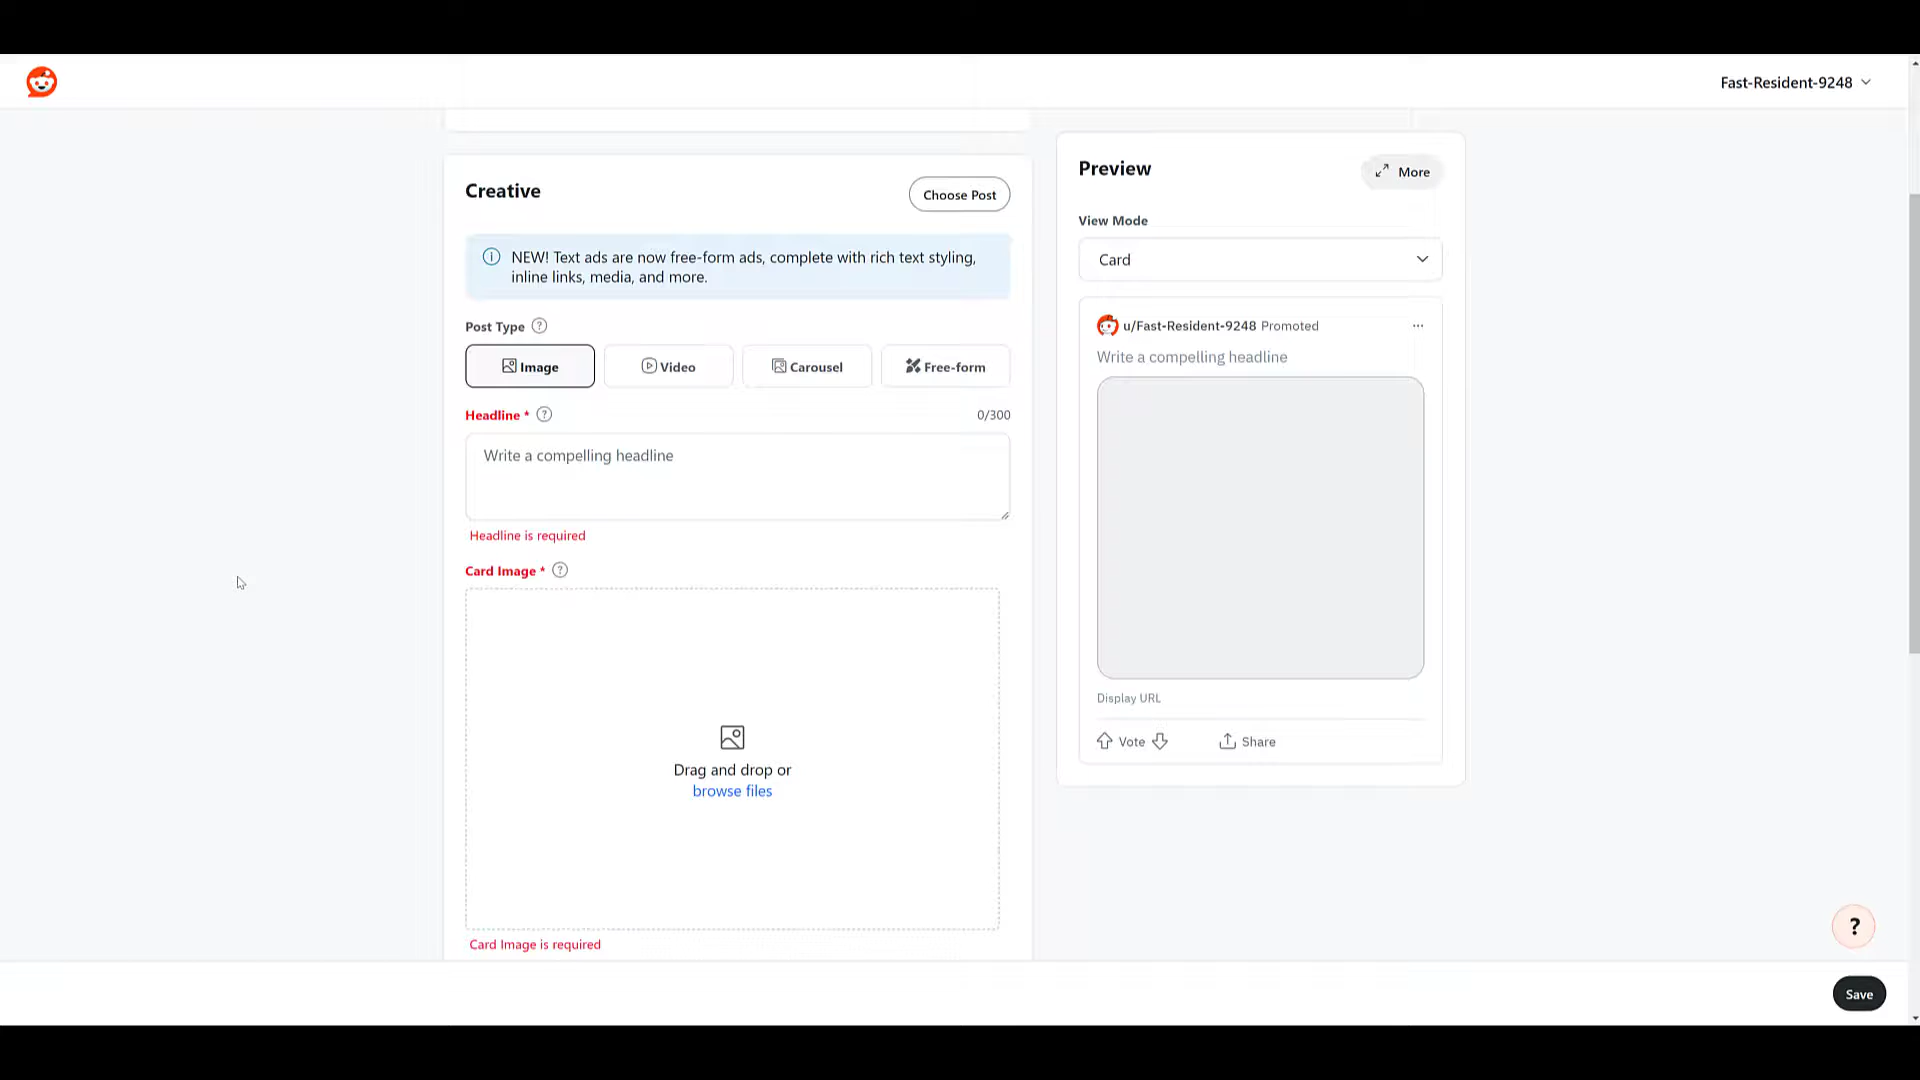 Fast-Resident-9248
Creative
Choose Post
NEW! Text ads are now free-form ads, complete with rich text styling,
inline links, media, and more.
Post Type ?
Image
Video
Carousel
Free-form
Headline * ?
0/300
Write a compelling headline
Headline is required
Card Image * ?
Drag and drop or
browse files
Card Image is required
Preview
More
View Mode
Card
u/Fast-Resident-9248 Promoted
Write a compelling headline
Display URL
Vote
Share
?
Save